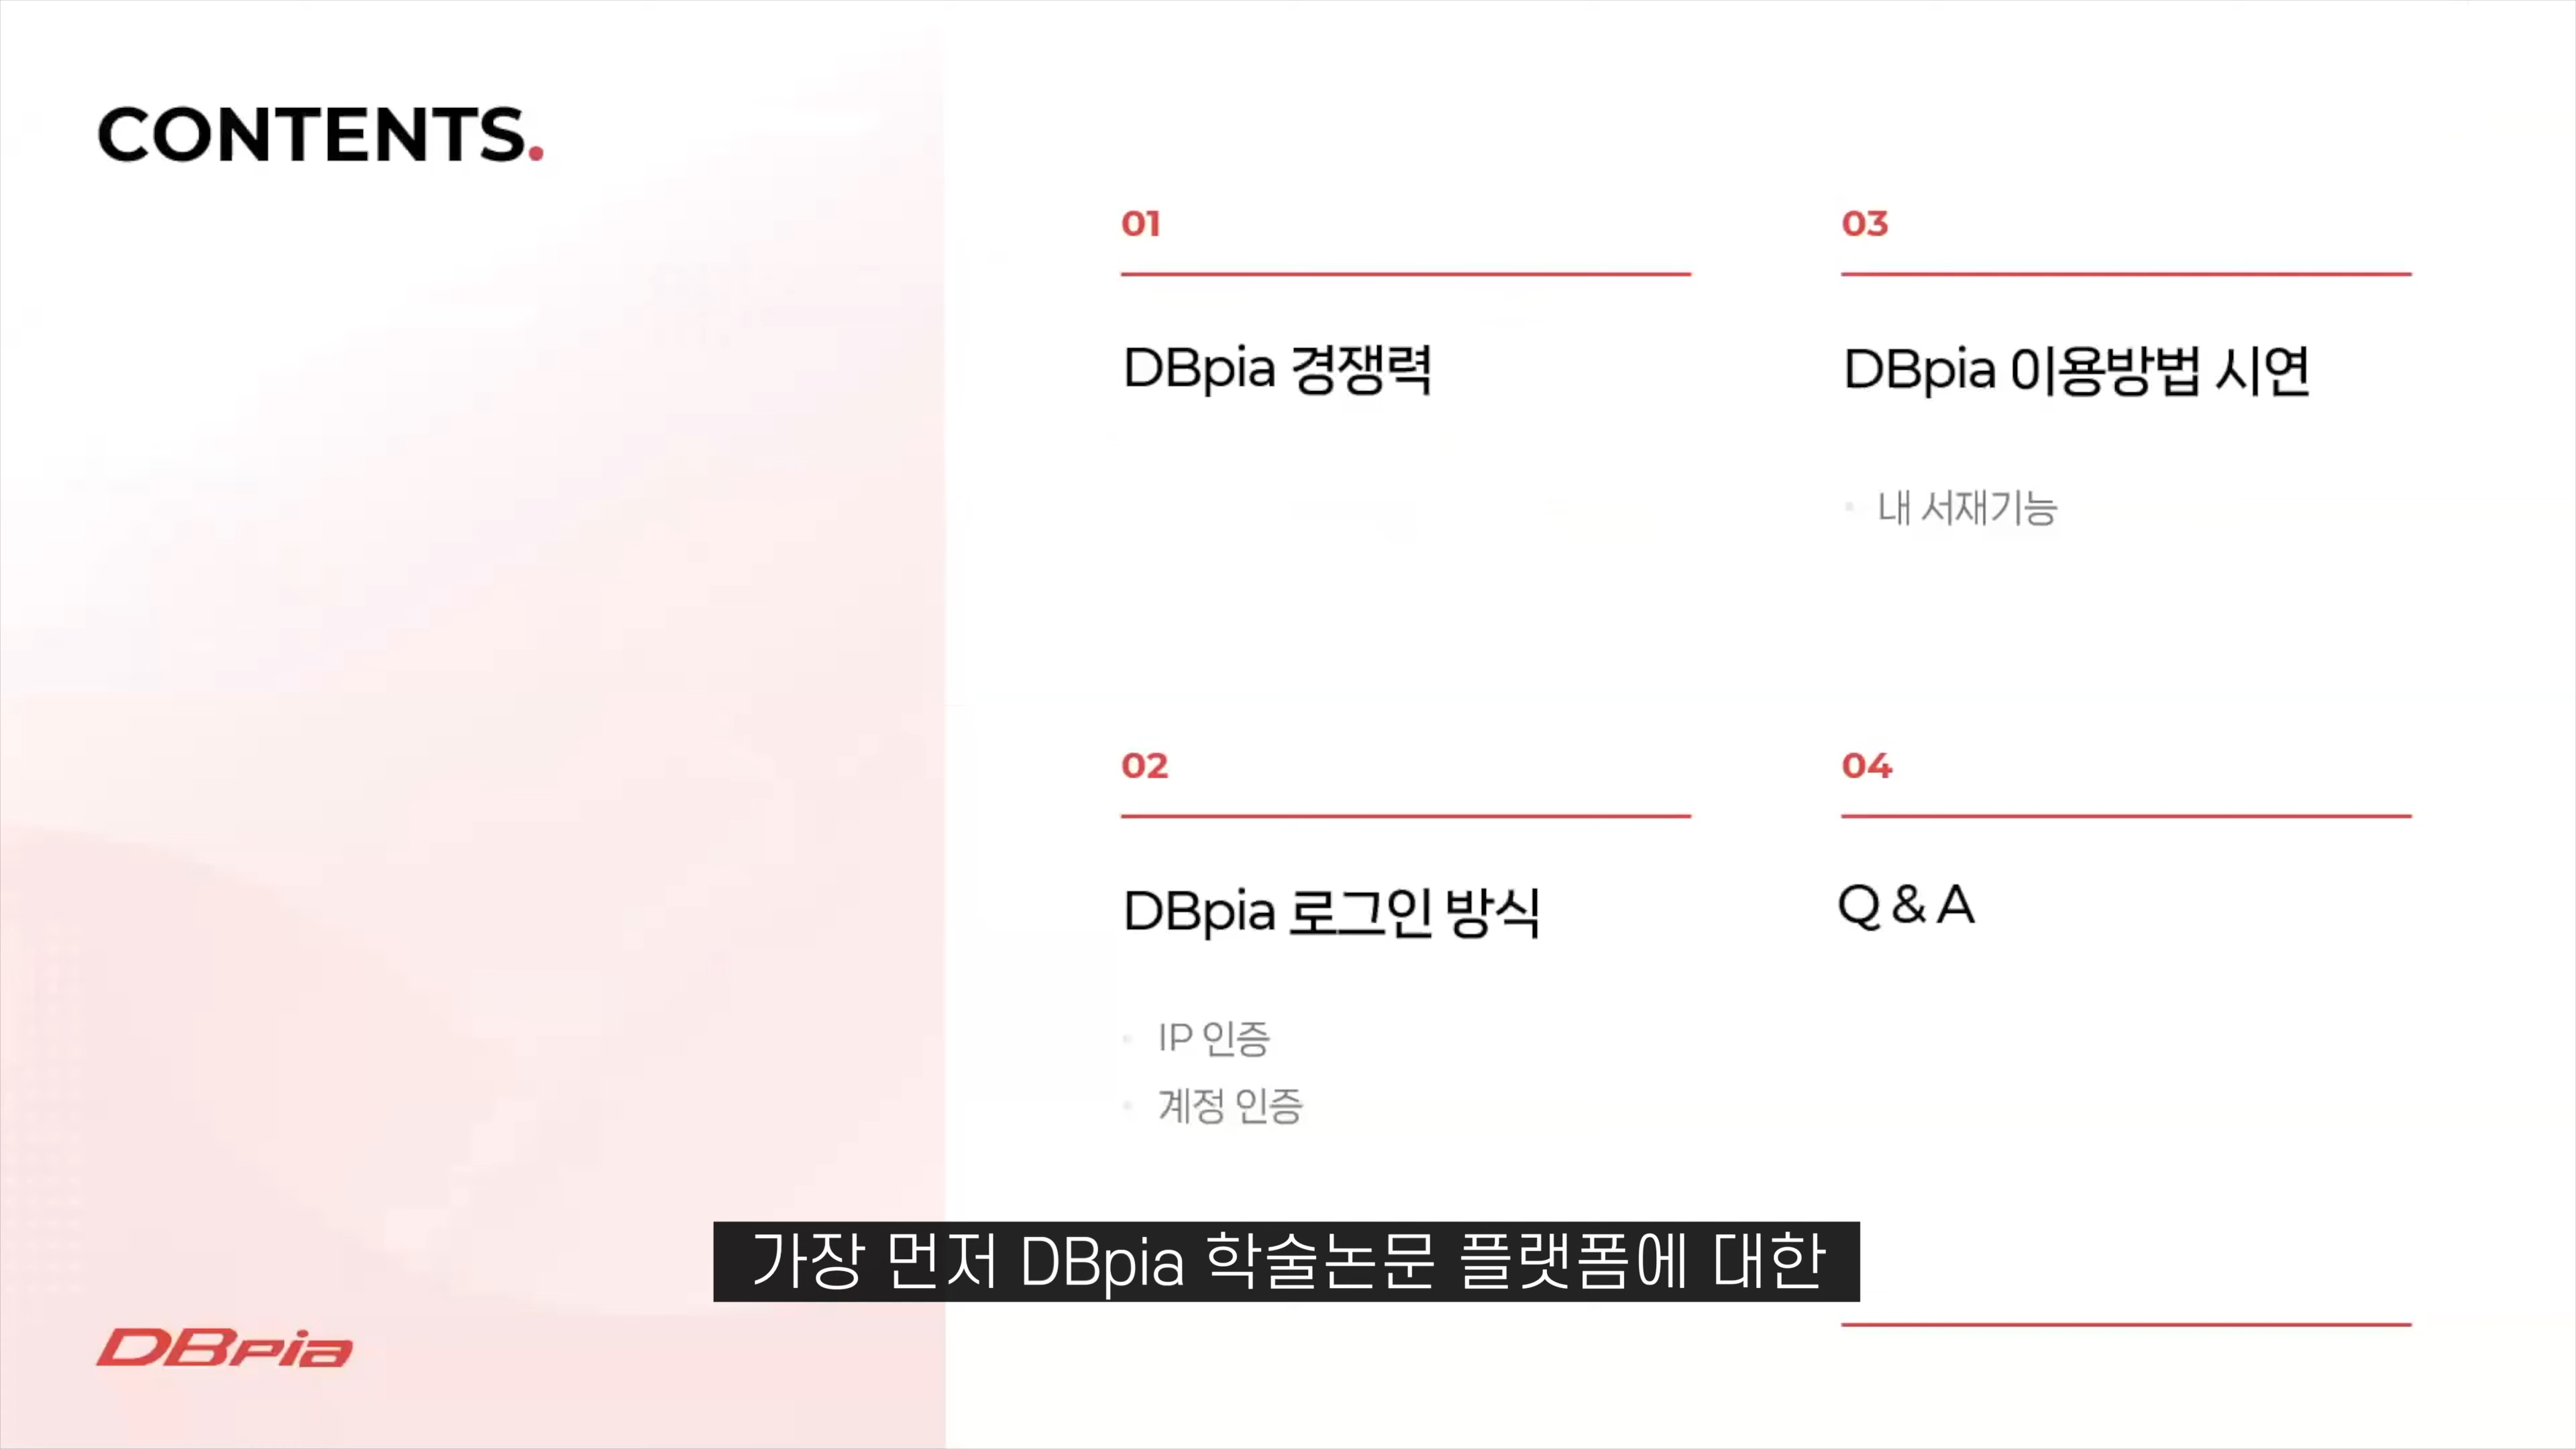 CONTENTS.
01
DBpia 경쟁력
02
DBpia 로그인 방식
IP 인증
계정 인증
03
DBpia 이용방법 시연
내 서재기능
04
Q & A
가장 먼저 DBpia 학술논문 플랫폼에 대한
DBpia